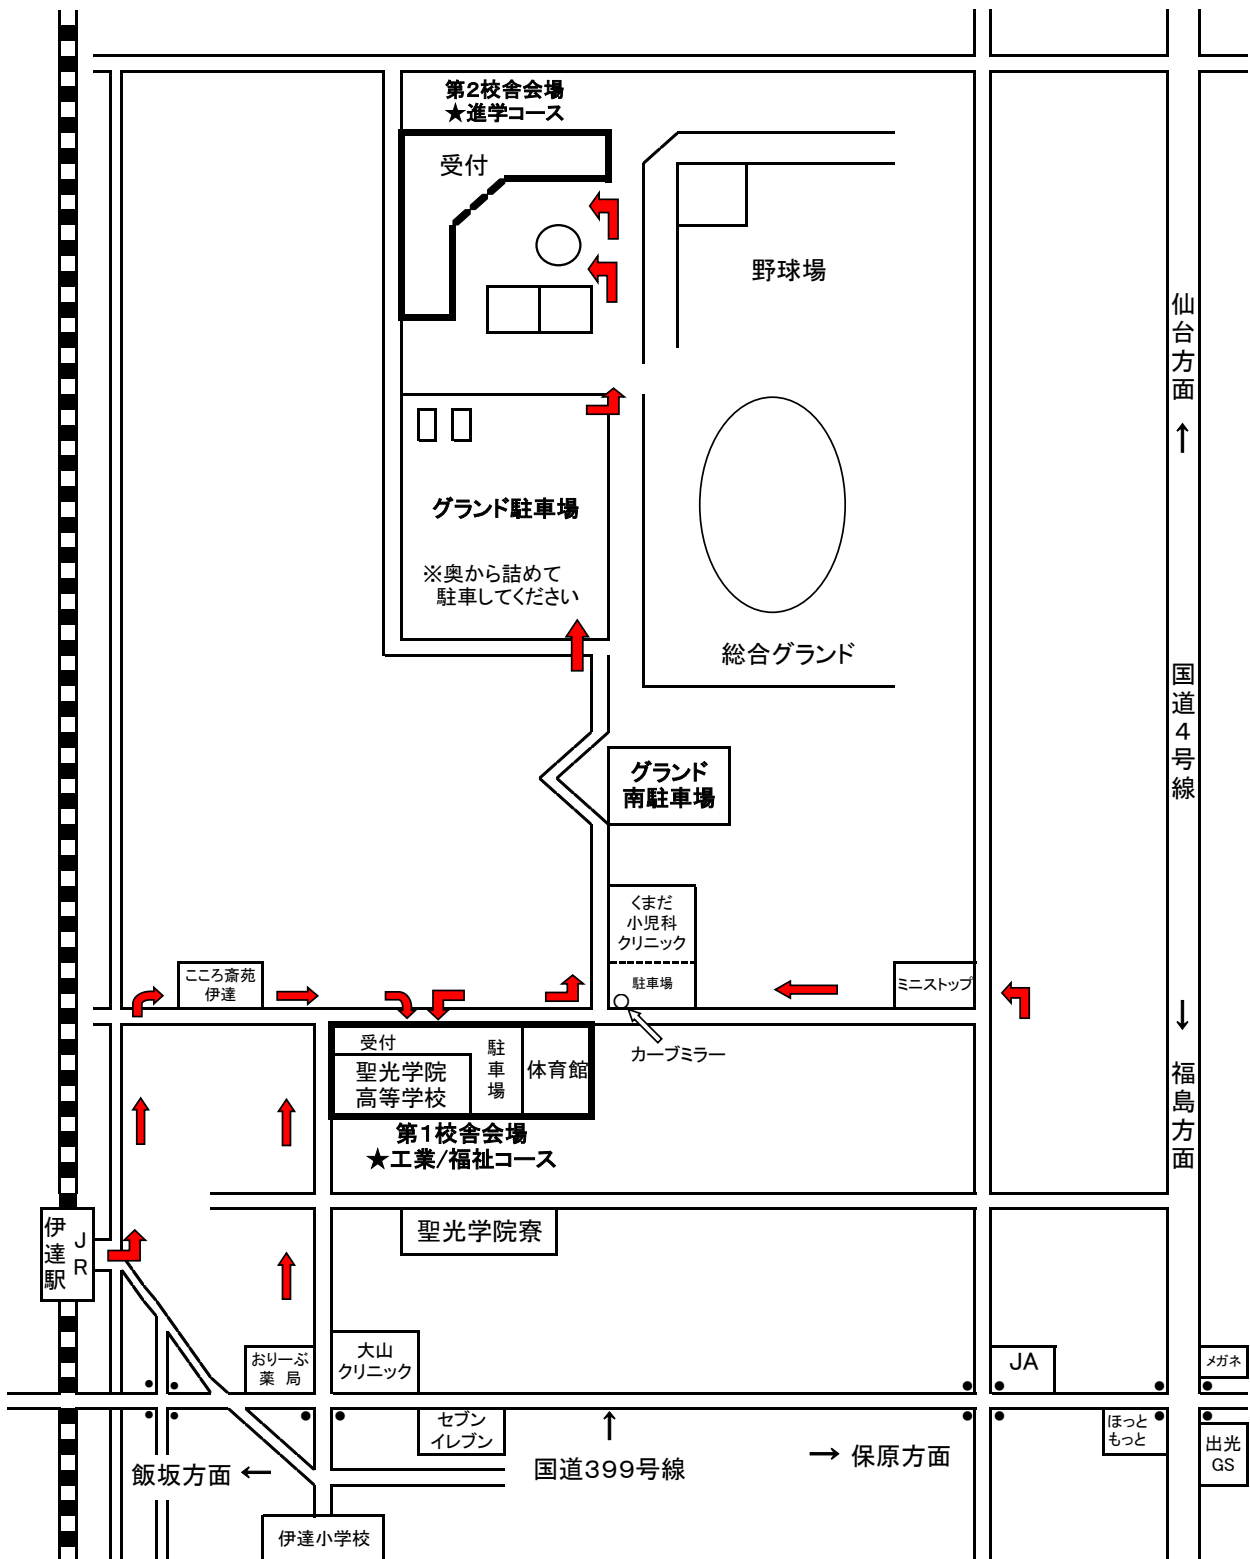 第2校舎会場
★進学コース
受付
野球場
仙台方面
↑
グランド駐車場
※奥から詰めて
駐車してください
総合グランド
国道4号線
グランド
南駐車場
くまだ
小児科
クリニック
駐車場
こころ斎苑
伊達
ミニストップ
↓
福島方面
カーブミラー
受付
聖光学院
高等学校
駐車場
体育館
第1校舎会場
★工業/福祉コース
JR
伊達駅
聖光学院寮
おりーぶ
薬 局
大山
クリニック
JA
メガネ
セブン
イレブン
↑
国道399号線
→ 保原方面
ほっと
もっと
出光
GS
飯坂方面 ←
伊達小学校